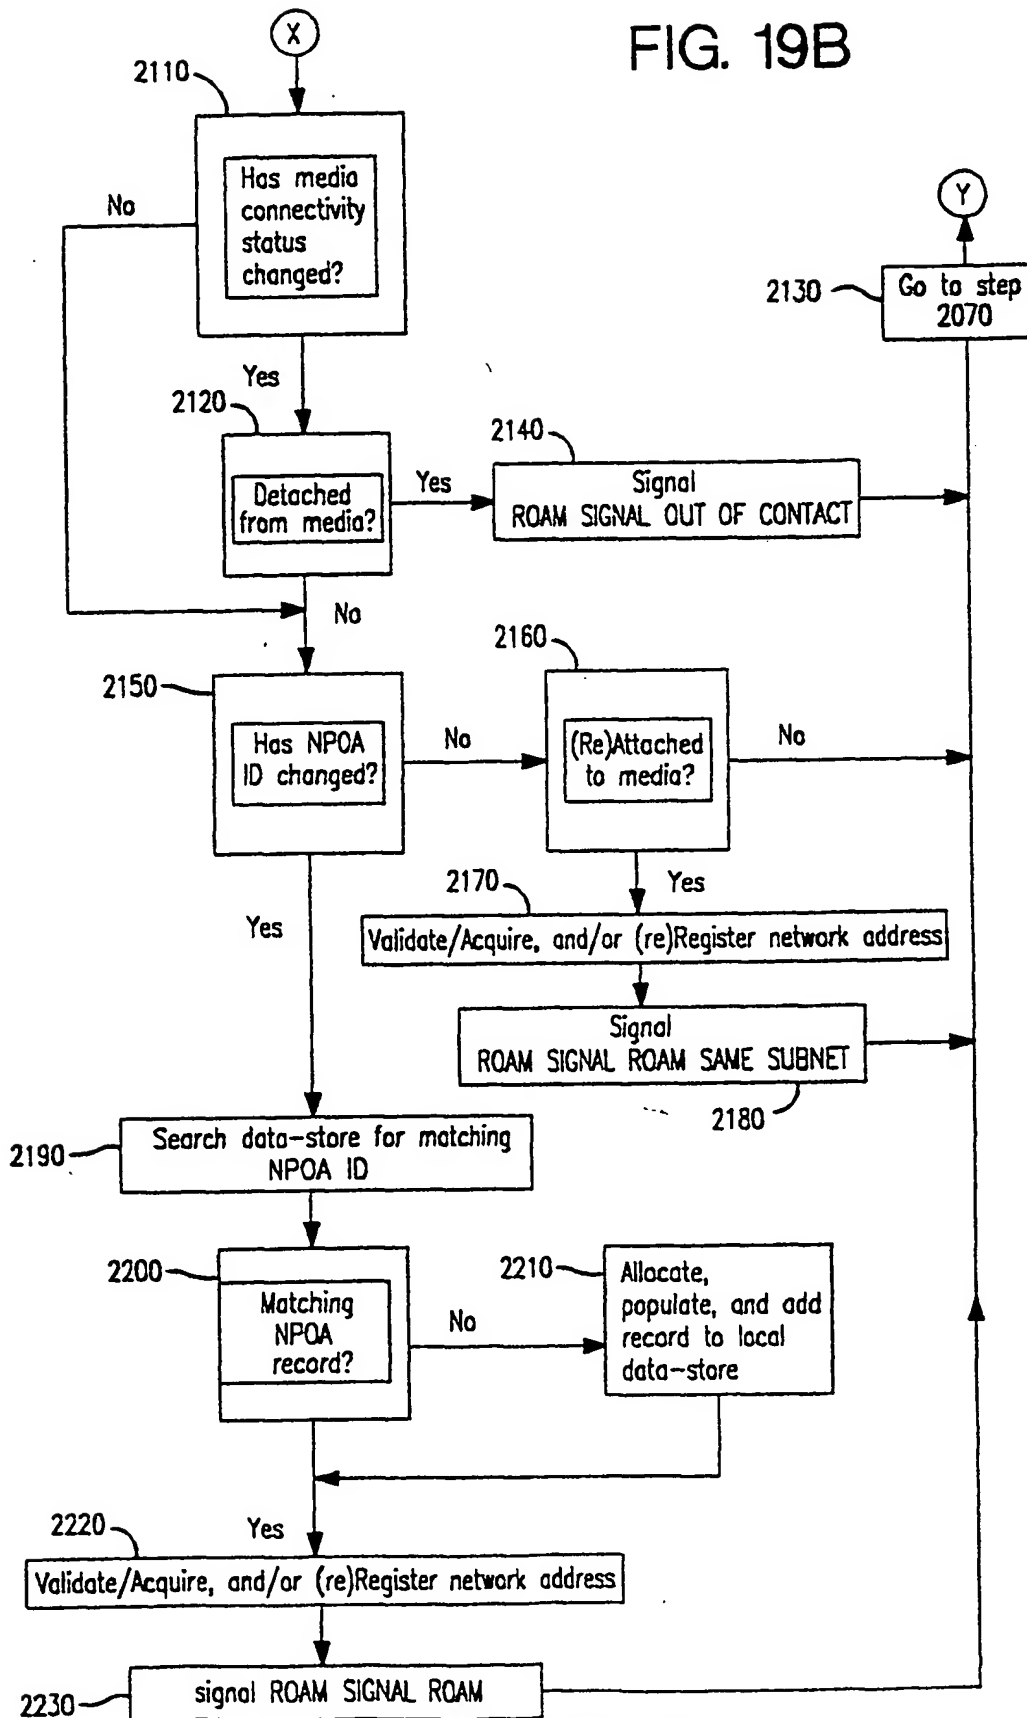 X
FIG. 19B
2110
Has media
connectivity
status
changed?
No
Y
2130
Go to step
2070
Yes
2120
Detached
from media?
Yes
2140
Signal
ROAM SIGNAL OUT OF CONTACT
No
2150
Has NPOA
ID changed?
No
2160
(Re)Attached
to media?
No
Yes
2170
Yes
Validate/Acquire, and/or (re)Register network address
Signal
ROAM SIGNAL ROAM SAME SUBNET
2180
2190
Search data-store for matching
NPOA ID
2200
Matching
NPOA
record?
No
2210
Allocate,
populate, and add
record to local
data-store
Yes
2220
Validate/Acquire, and/or (re)Register network address
2230
signal ROAM SIGNAL ROAM